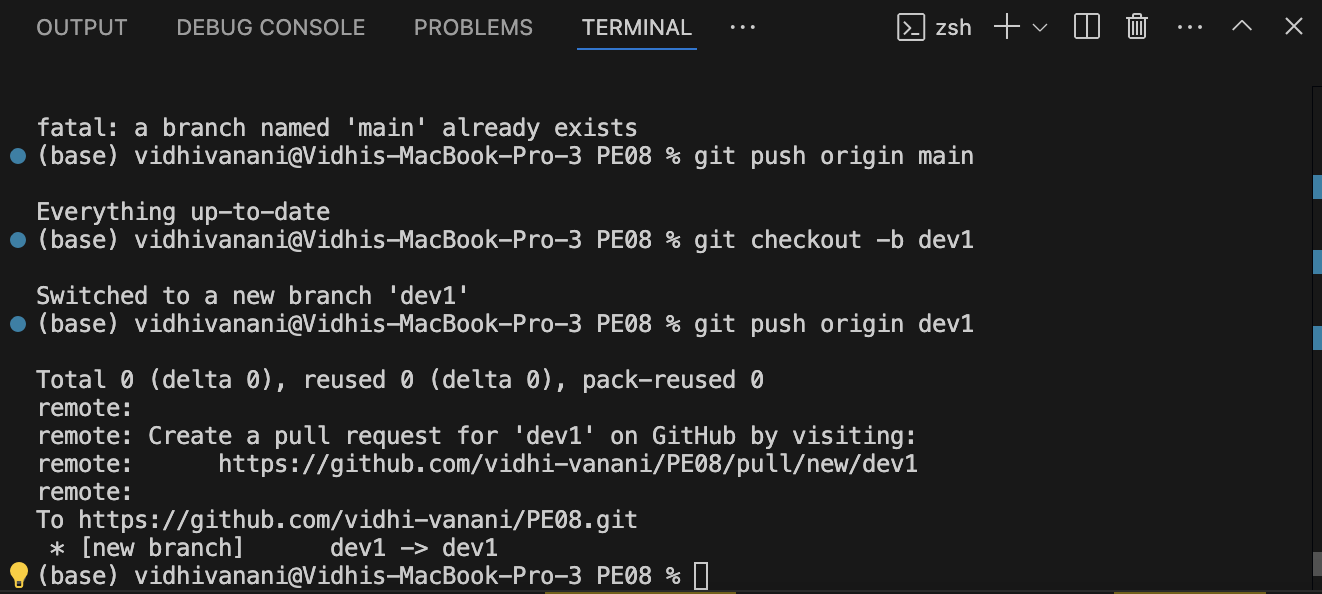 OUTPUT DEBUG CONSOLE PROBLEMS TERMINAL ... zsh
fatal: a branch named 'main' already exists
(base) vidhivanani@Vidhis-MacBook-Pro-3 PE08 % git push origin main
Everything up-to-date
(base) vidhivanani@Vidhis-MacBook-Pro-3 PE08 % git checkout -b dev1
Switched to a new branch 'dev1'
(base) vidhivanani@Vidhis-MacBook-Pro-3 PE08 % git push origin dev1
Total 0 (delta 0), reused 0 (delta 0), pack-reused 0
remote:
remote: Create a pull request for 'dev1' on GitHub by visiting:
remote:      https://github.com/vidhi-vanani/PE08/pull/new/dev1
remote:
To https://github.com/vidhi-vanani/PE08.git
 * [new branch]      dev1 -> dev1
(base) vidhivanani@Vidhis-MacBook-Pro-3 PE08 %